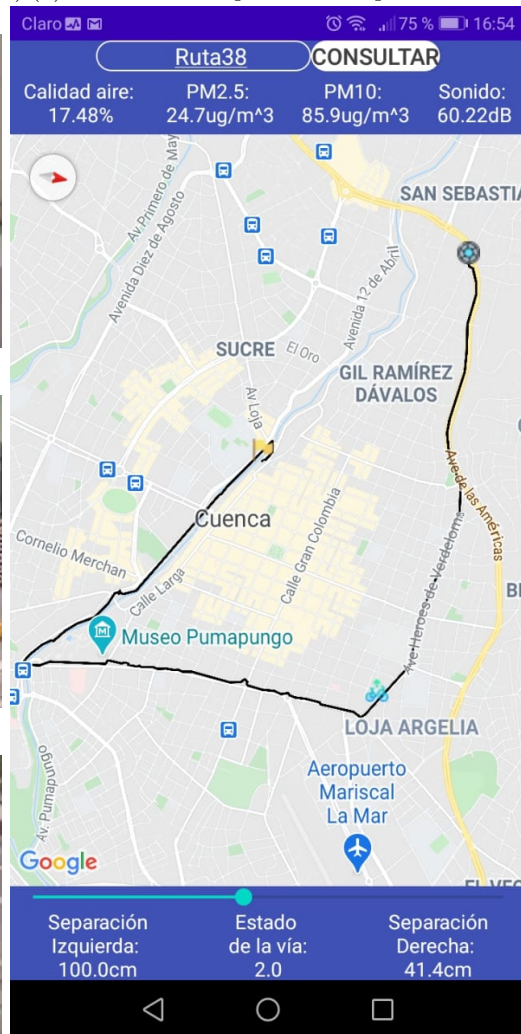 Claro 75 % 16:54
Ruta38 CONSULTAR
Calidad aire: PM2.5: PM10: Sonido:
17.48% 24.7ug/m^3 85.9ug/m^3 60.22dB
Av Primero de May
Avenida Diez de Agosto
SAN SEBASTIA
Avenida 12 de Abril
SUCRE
El Oro
GIL RAMÍREZ
DÁVALOS
Av Loja
Ave de las Américas
Cuenca
Calle Gran Colombia
Cornelio Merchan
Calle Larga
Ave Heroes de Verdeloma
Museo Pumapungo
LOJA ARGELIA
Aeropuerto
Mariscal
La Mar
Av. Pumapungo
Google
Separación Estado Separación
Izquierda: de la vía: Derecha:
100.0cm 2.0 41.4cm